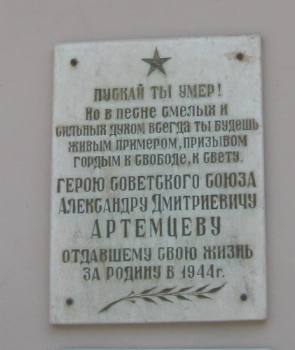 Пускай ты умер!
Но в песне смелых и
сильных духом всегда ты будешь
живым примером, призывом
гордым к свободе, к свету.
Герою Советского Союза
Александру Дмитриевичу
АРТЕМЦЕВУ
отдавшему свою жизнь
за Родину в 1944г.